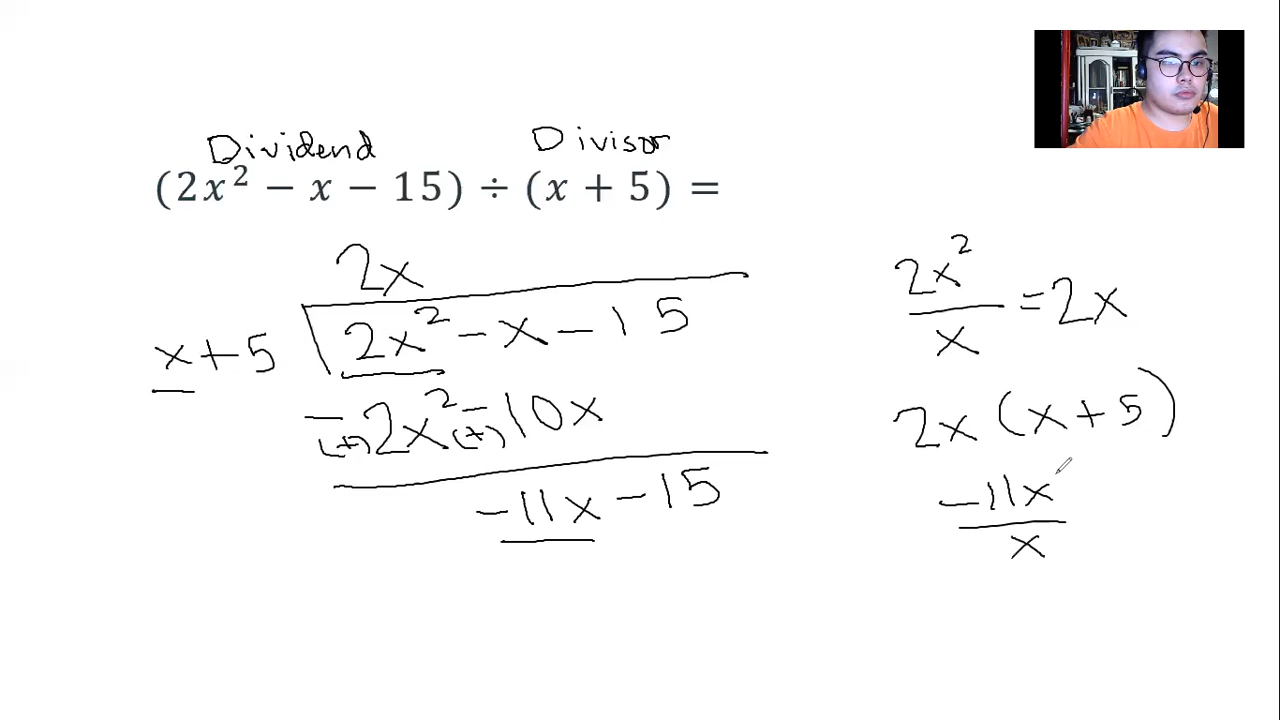 Dividend Divisor
(2x² − x − 15) ÷ (x + 5) =
2x
x + 5 2x² − x − 15
− (+) 2x² − (+) 10x
− 11x − 15
2x²/x = 2x
2x (x + 5)
−11x/x